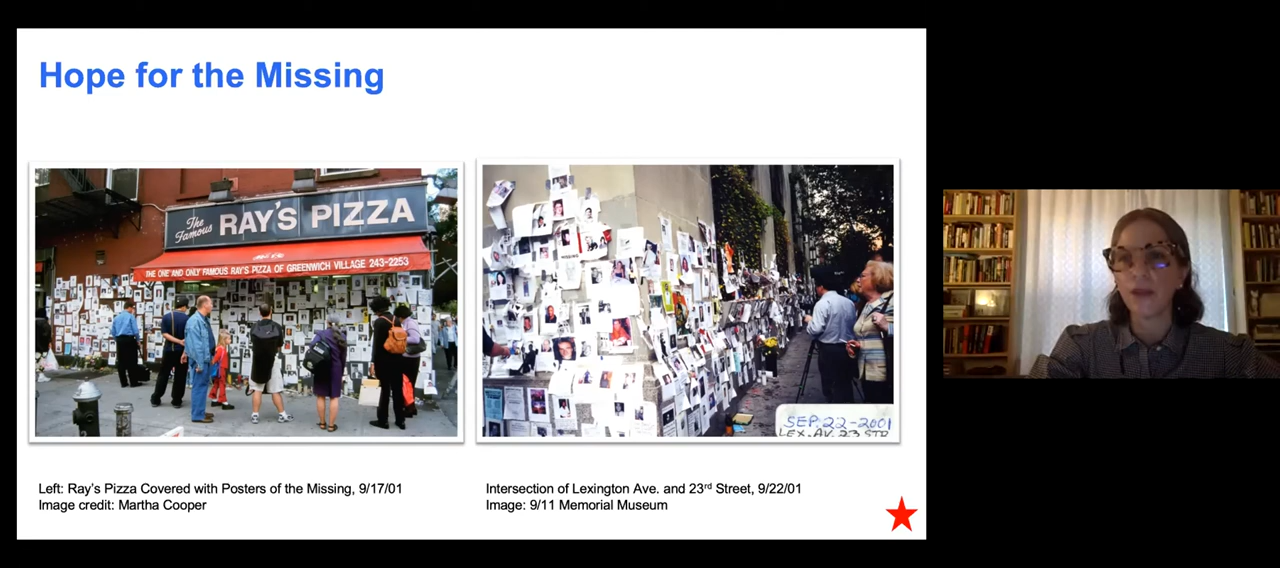 Hope for the Missing
The Famous RAY'S PIZZA
THE ONE AND ONLY FAMOUS RAY'S PIZZA OF GREENWICH VILLAGE 243-2253
SEP. 22-2001
LEX. AV. 23 STR
Left: Ray's Pizza Covered with Posters of the Missing, 9/17/01
Image credit: Martha Cooper
Intersection of Lexington Ave. and 23rd Street, 9/22/01
Image: 9/11 Memorial Museum